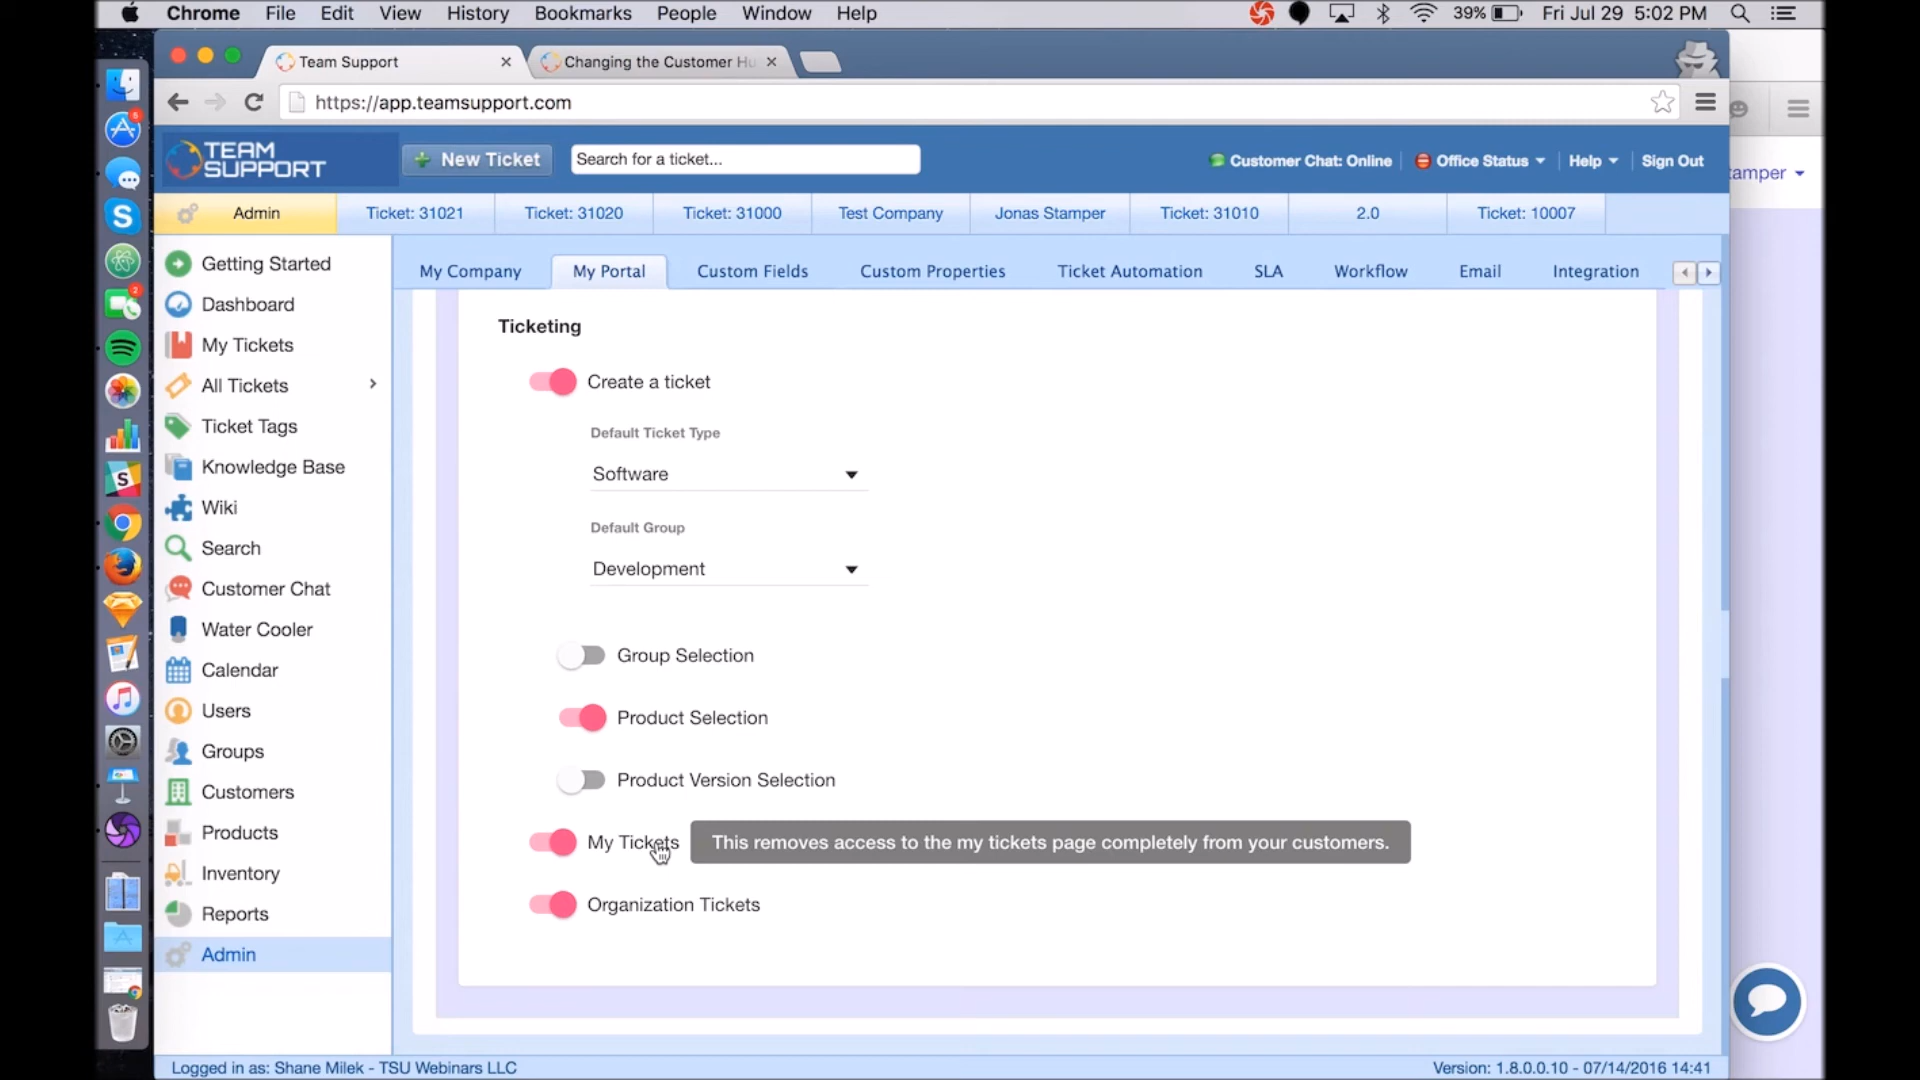 Chrome File Edit View History Bookmarks People Window Help 39% Fri Jul 29 5:02 PM
Team Support
Changing the Customer Hu
https://app.teamsupport.com
TEAM
SUPPORT
New Ticket
Search for a ticket...
Customer Chat: Online
Office Status
Help
Sign Out
tamper
Admin
Ticket: 31021
Ticket: 31020
Ticket: 31000
Test Company
Jonas Stamper
Ticket: 31010
2.0
Ticket: 10007
Getting Started
Dashboard
My Tickets
All Tickets
Ticket Tags
Knowledge Base
Wiki
Search
Customer Chat
Water Cooler
Calendar
Users
Groups
Customers
Products
Inventory
Reports
Admin
My Company
My Portal
Custom Fields
Custom Properties
Ticket Automation
SLA
Workflow
Email
Integration
Ticketing
Create a ticket
Default Ticket Type
Software
Default Group
Development
Group Selection
Product Selection
Product Version Selection
My Tickets
This removes access to the my tickets page completely from your customers.
Organization Tickets
Logged in as: Shane Milek - TSU Webinars LLC
Version: 1.8.0.0.10 - 07/14/2016 14:41